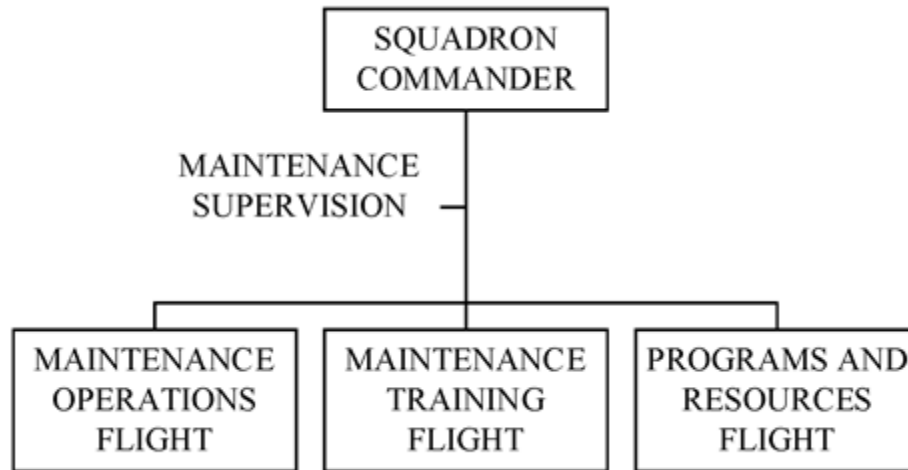 SQUADRON
COMMANDER
MAINTENANCE
SUPERVISION
MAINTENANCE
OPERATIONS
FLIGHT
MAINTENANCE
TRAINING
FLIGHT
PROGRAMS AND
RESOURCES
FLIGHT